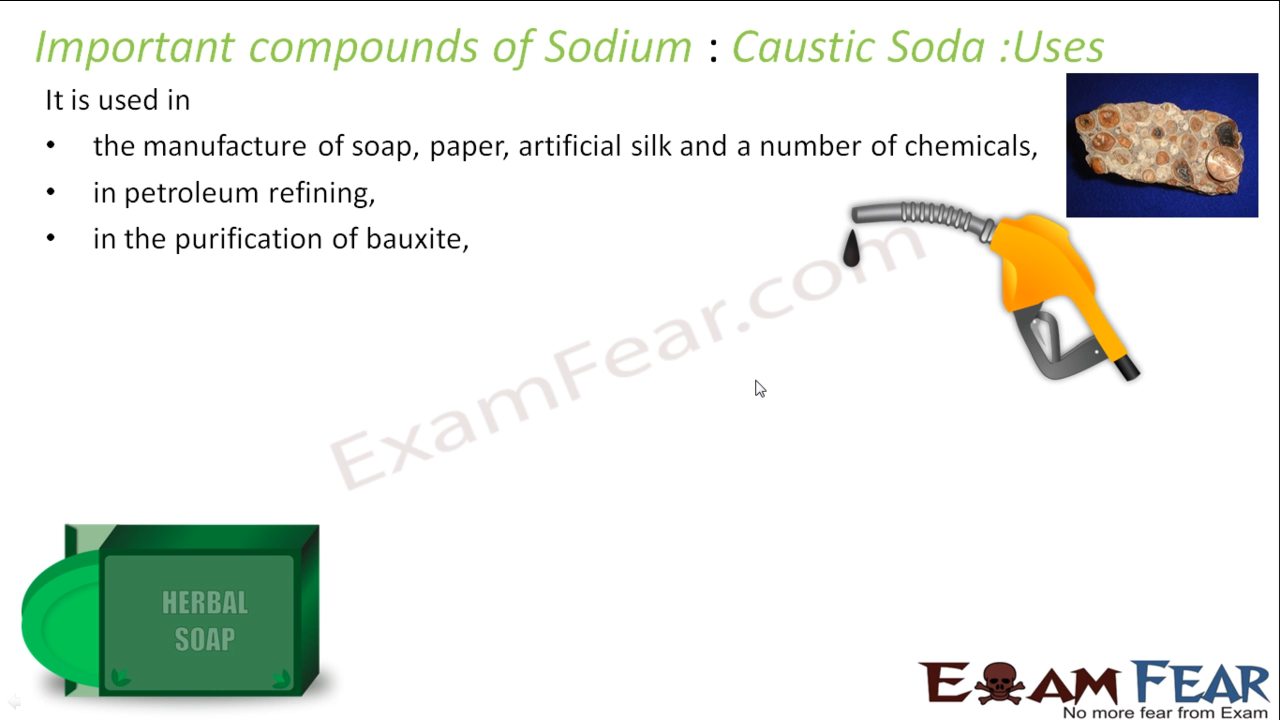 Important compounds of Sodium : Caustic Soda :Uses
It is used in
• the manufacture of soap, paper, artificial silk and a number of chemicals,
• in petroleum refining,
• in the purification of bauxite,
ExamFear.com
HERBAL
SOAP
EXAM FEAR
No more fear from Exam